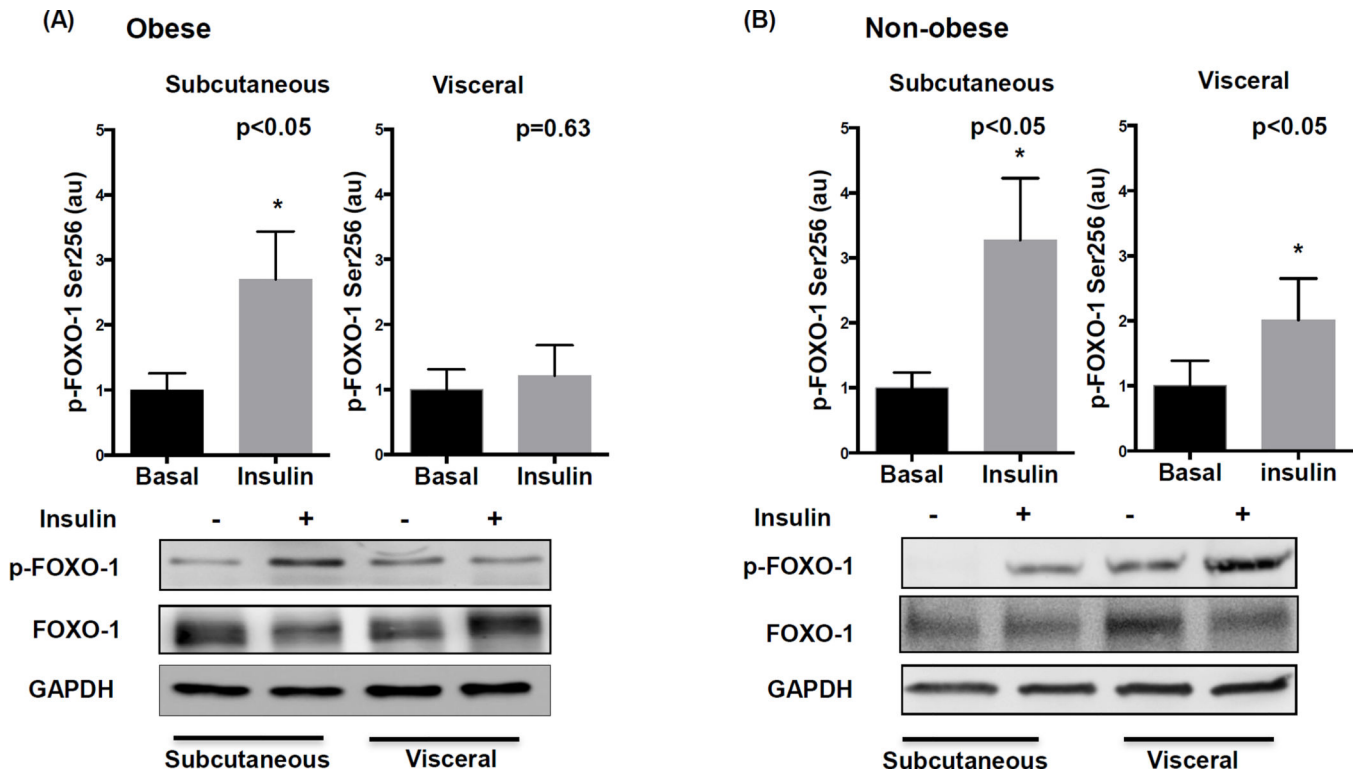 (A) Obese
Subcutaneous
p<0.05
*
p-FOXO-1 Ser256 (au)
5
4
3
2
1
0
Basal Insulin
Visceral
p=0.63
p-FOXO-1 Ser256 (au)
5
4
3
2
1
0
Basal Insulin
Insulin - + - +
p-FOXO-1
FOXO-1
GAPDH
Subcutaneous Visceral
(B) Non-obese
Subcutaneous
p<0.05
*
p-FOXO-1 Ser256 (au)
5
4
3
2
1
0
Basal Insulin
Visceral
p<0.05
*
p-FOXO-1 Ser256 (au)
5
4
3
2
1
0
Basal insulin
Insulin - + - +
p-FOXO-1
FOXO-1
GAPDH
Subcutaneous Visceral